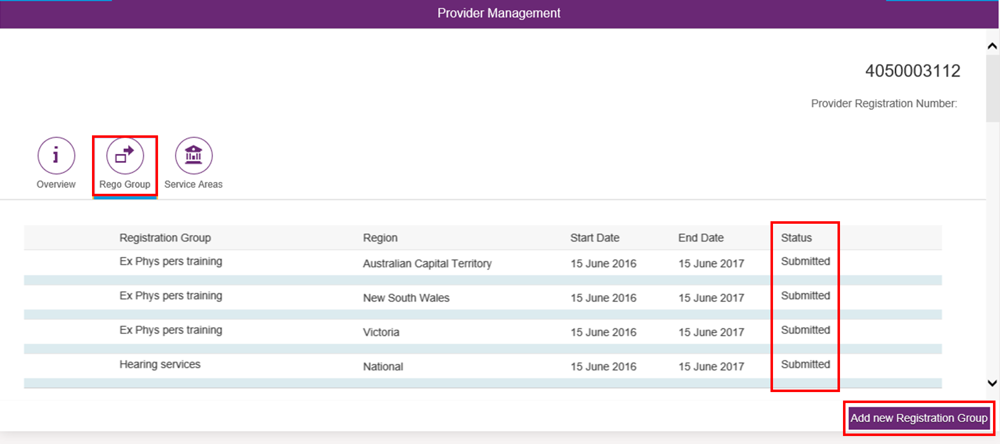 Provider Management
4050003112
Provider Registration Number:
Overview Rego Group Service Areas
Registration Group Region Start Date End Date Status
Ex Phys pers training Australian Capital Territory 15 June 2016 15 June 2017 Submitted
Ex Phys pers training New South Wales 15 June 2016 15 June 2017 Submitted
Ex Phys pers training Victoria 15 June 2016 15 June 2017 Submitted
Hearing services National 15 June 2016 15 June 2017 Submitted
Add new Registration Group